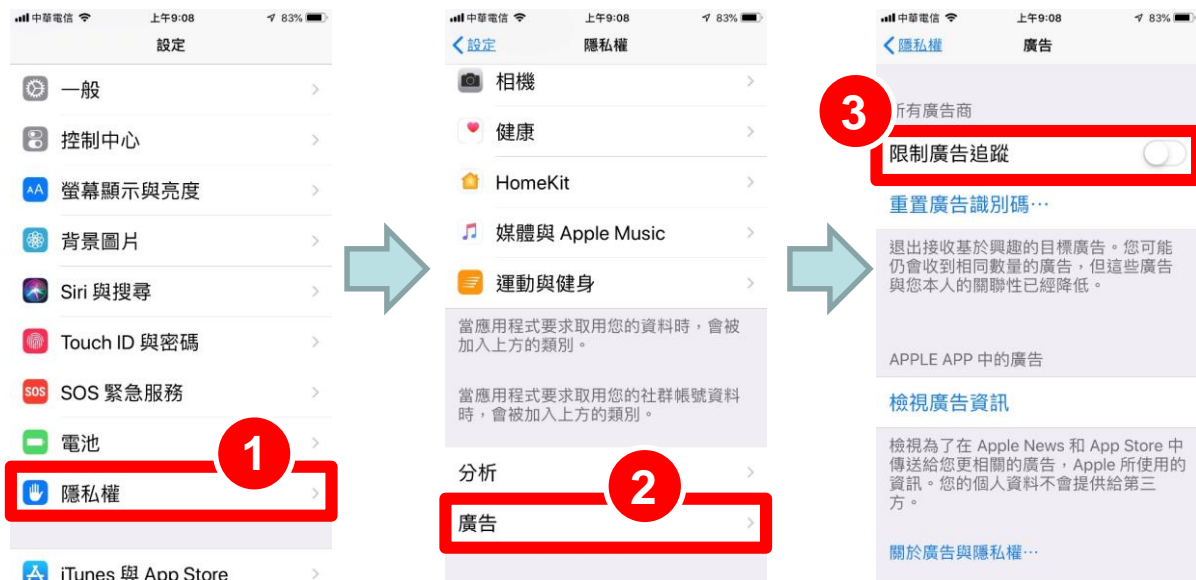 中華電信
上午9:08
83%
設定
一般
控制中心
螢幕顯示與亮度
背景圖片
Siri 與搜尋
Touch ID 與密碼
SOS
SOS 緊急服務
電池
1
隱私權
iTunes 與 App Store
中華電信
上午9:08
83%
設定
隱私權
相機
健康
HomeKit
媒體與 Apple Music
運動與健身
當應用程式要求取用您的資料時，會被
加入上方的類別。
當應用程式要求取用您的社群帳號資料
時，會被加入上方的類別。
分析
2
廣告
中華電信
上午9:08
83%
隱私權
廣告
3
所有廣告商
限制廣告追蹤
重置廣告識別碼⋯
退出接收基於興趣的目標廣告。您可能
仍會收到相同數量的廣告，但這些廣告
與您本人的關聯性已經降低。
APPLE APP 中的廣告
檢視廣告資訊
檢視為了在 Apple News 和 App Store 中
傳送給您更相關的廣告，Apple 所使用的
資訊。您的個人資料不會提供給第三
方。
關於廣告與隱私權⋯